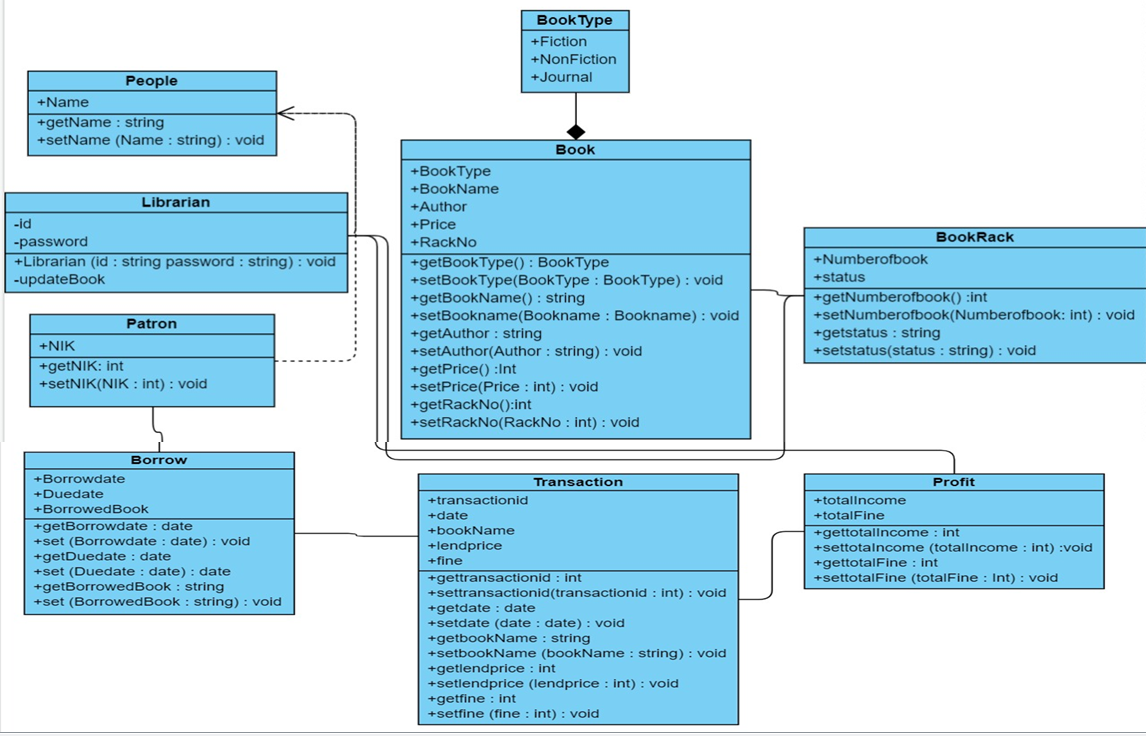 BookType
+Fiction
+NonFiction
+Journal
People
+Name
+getName : string
+setName (Name : string) : void
Librarian
-id
-password
+Librarian (id : string password : string) : void
-updateBook
Patron
+NIK
+getNIK: int
+setNIK(NIK : int) : void
Book
+BookType
+BookName
+Author
+Price
+RackNo
+getBookType() : BookType
+setBookType(BookType : BookType) : void
+getBookName() : string
+setBookname(Bookname : Bookname) : void
+getAuthor : string
+setAuthor(Author : string) : void
+getPrice() :Int
+setPrice(Price : int) : void
+getRackNo():int
+setRackNo(RackNo : int) : void
BookRack
+Numberofbook
+status
+getNumberofbook() :int
+setNumberofbook(Numberofbook: int) : void
+getstatus : string
+setstatus(status : string) : void
Borrow
+Borrowdate
+Duedate
+BorrowedBook
+getBorrowdate : date
+set (Borrowdate : date) : void
+getDuedate : date
+set (Duedate : date) : date
+getBorrowedBook : string
+set (BorrowedBook : string) : void
Transaction
+transactionid
+date
+bookName
+lendprice
+fine
+gettransactionid : int
+settransactionid(transactionid : int) : void
+getdate : date
+setdate (date : date) : void
+getbookName : string
+setbookName (bookName : string) : void
+getlendprice : int
+setlendprice (lendprice : int) : void
+getfine : int
+setfine (fine : int) : void
Profit
+totalIncome
+totalFine
+gettotalIncome : int
+settotalIncome (totalIncome : int) :void
+gettotalFine : int
+settotalFine (totalFine : Int) : void